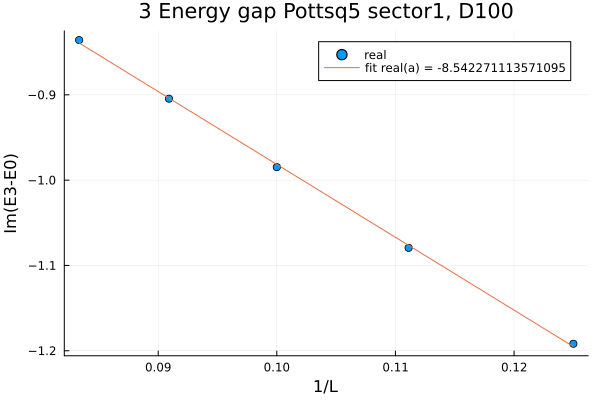 3 Energy gap Pottsq5 sector1, D100
real
fit real(a) = -8.542271113571095
Im(E3-E0)
−0.9
−1.0
−1.1
−1.2
0.09
0.10
0.11
0.12
1/L